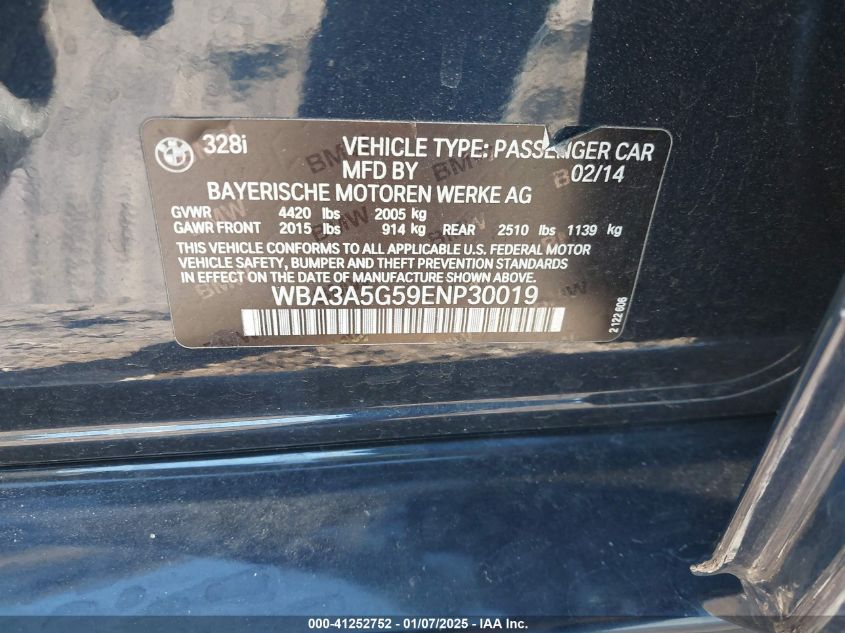 328i VEHICLE TYPE: PASSENGER CAR
MFD BY 02/14
BAYERISCHE MOTOREN WERKE AG
GVWR 4420 lbs 2005 kg
GAWR FRONT 2015 lbs 914 kg REAR 2510 lbs 1139 kg
THIS VEHICLE CONFORMS TO ALL APPLICABLE U.S. FEDERAL MOTOR
VEHICLE SAFETY, BUMPER AND THEFT PREVENTION STANDARDS
IN EFFECT ON THE DATE OF MANUFACTURE SHOWN ABOVE.
WBA3A5G59ENP30019
2 122 606
000-41252752 - 01/07/2025 - IAA Inc.